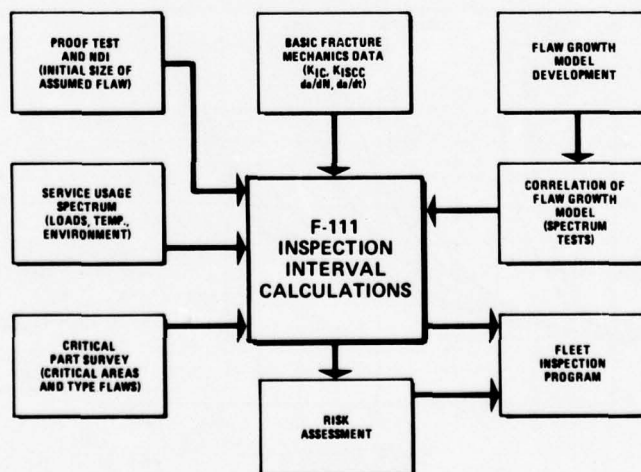 PROOF TEST
AND NDI
(INITIAL SIZE OF
ASSUMED FLAW)
BASIC FRACTURE
MECHANICS DATA
(KIC, KISCC
da/dN, da/dt)
FLAW GROWTH
MODEL
DEVELOPMENT
SERVICE USAGE
SPECTRUM
(LOADS, TEMP.,
ENVIRONMENT)
F-111
INSPECTION
INTERVAL
CALCULATIONS
CORRELATION OF
FLAW GROWTH
MODEL
(SPECTRUM
TESTS)
CRITICAL
PART SURVEY
(CRITICAL AREAS
AND TYPE FLAWS)
RISK
ASSESSMENT
FLEET
INSPECTION
PROGRAM